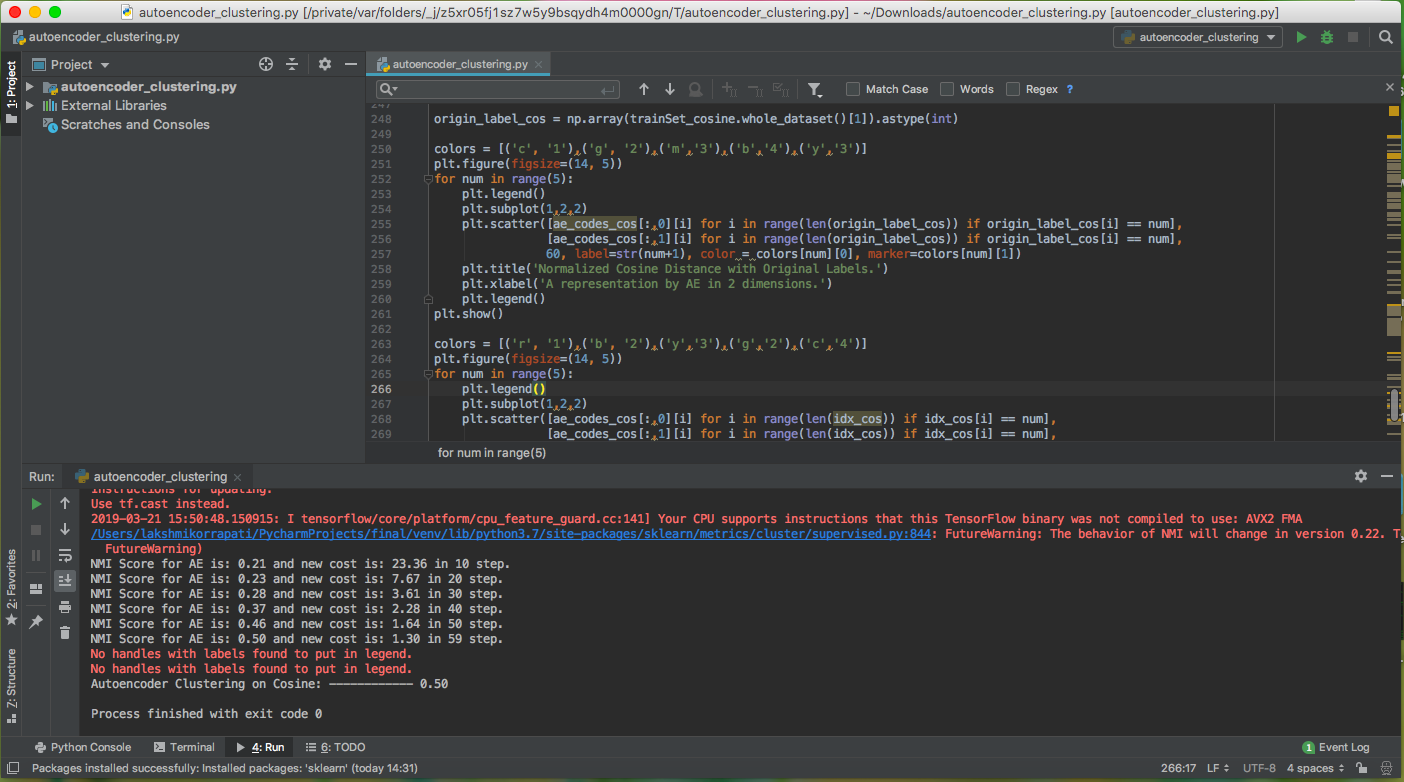 autoencoder_clustering.py [/private/var/folders/_j/z5xr05fj1sz7w5y9bsqydh4m0000gn/T/autoencoder_clustering.py] - ~/Downloads/autoencoder_clustering.py [autoencoder_clustering.py]
autoencoder_clustering.py
autoencoder_clustering
1: Project
Project
autoencoder_clustering.py
External Libraries
Scratches and Consoles
autoencoder_clustering.py
Match Case
Words
Regex ?
247
248 origin_label_cos = np.array(trainSet_cosine.whole_dataset()[1]).astype(int)
249
250 colors = [('c', '1'),('g', '2'),('m','3'),('b','4'),('y','3')]
251 plt.figure(figsize=(14, 5))
252 for num in range(5):
253     plt.legend()
254     plt.subplot(1,2,2)
255     plt.scatter([ae_codes_cos[:,0][i] for i in range(len(origin_label_cos)) if origin_label_cos[i] == num],
256                 [ae_codes_cos[:,1][i] for i in range(len(origin_label_cos)) if origin_label_cos[i] == num],
257                 60, label=str(num+1), color = colors[num][0], marker=colors[num][1])
258     plt.title('Normalized Cosine Distance with Original Labels.')
259     plt.xlabel('A representation by AE in 2 dimensions.')
260     plt.legend()
261 plt.show()
262
263 colors = [('r', '1'),('b', '2'),('y','3'),('g','2'),('c','4')]
264 plt.figure(figsize=(14, 5))
265 for num in range(5):
266     plt.legend()
267     plt.subplot(1,2,2)
268     plt.scatter([ae_codes_cos[:,0][i] for i in range(len(idx_cos)) if idx_cos[i] == num],
269                 [ae_codes_cos[:,1][i] for i in range(len(idx_cos)) if idx_cos[i] == num],
for num in range(5)
Run:
autoencoder_clustering
Instructions for updating:
Use tf.cast instead.
2019-03-21 15:50:48.150915: I tensorflow/core/platform/cpu_feature_guard.cc:141] Your CPU supports instructions that this TensorFlow binary was not compiled to use: AVX2 FMA
/Users/lakshmikorrapati/PycharmProjects/final/venv/lib/python3.7/site-packages/sklearn/metrics/cluster/supervised.py:844: FutureWarning: The behavior of NMI will change in version 0.22. T
FutureWarning)
NMI Score for AE is: 0.21 and new cost is: 23.36 in 10 step.
NMI Score for AE is: 0.23 and new cost is: 7.67 in 20 step.
NMI Score for AE is: 0.28 and new cost is: 3.61 in 30 step.
NMI Score for AE is: 0.37 and new cost is: 2.28 in 40 step.
NMI Score for AE is: 0.46 and new cost is: 1.64 in 50 step.
NMI Score for AE is: 0.50 and new cost is: 1.30 in 59 step.
No handles with labels found to put in legend.
No handles with labels found to put in legend.
Autoencoder Clustering on Cosine: ------------ 0.50
Process finished with exit code 0
2: Favorites
7: Structure
Python Console
Terminal
4: Run
6: TODO
1 Event Log
Packages installed successfully: Installed packages: 'sklearn' (today 14:31)
266:17
LF
UTF-8
4 spaces